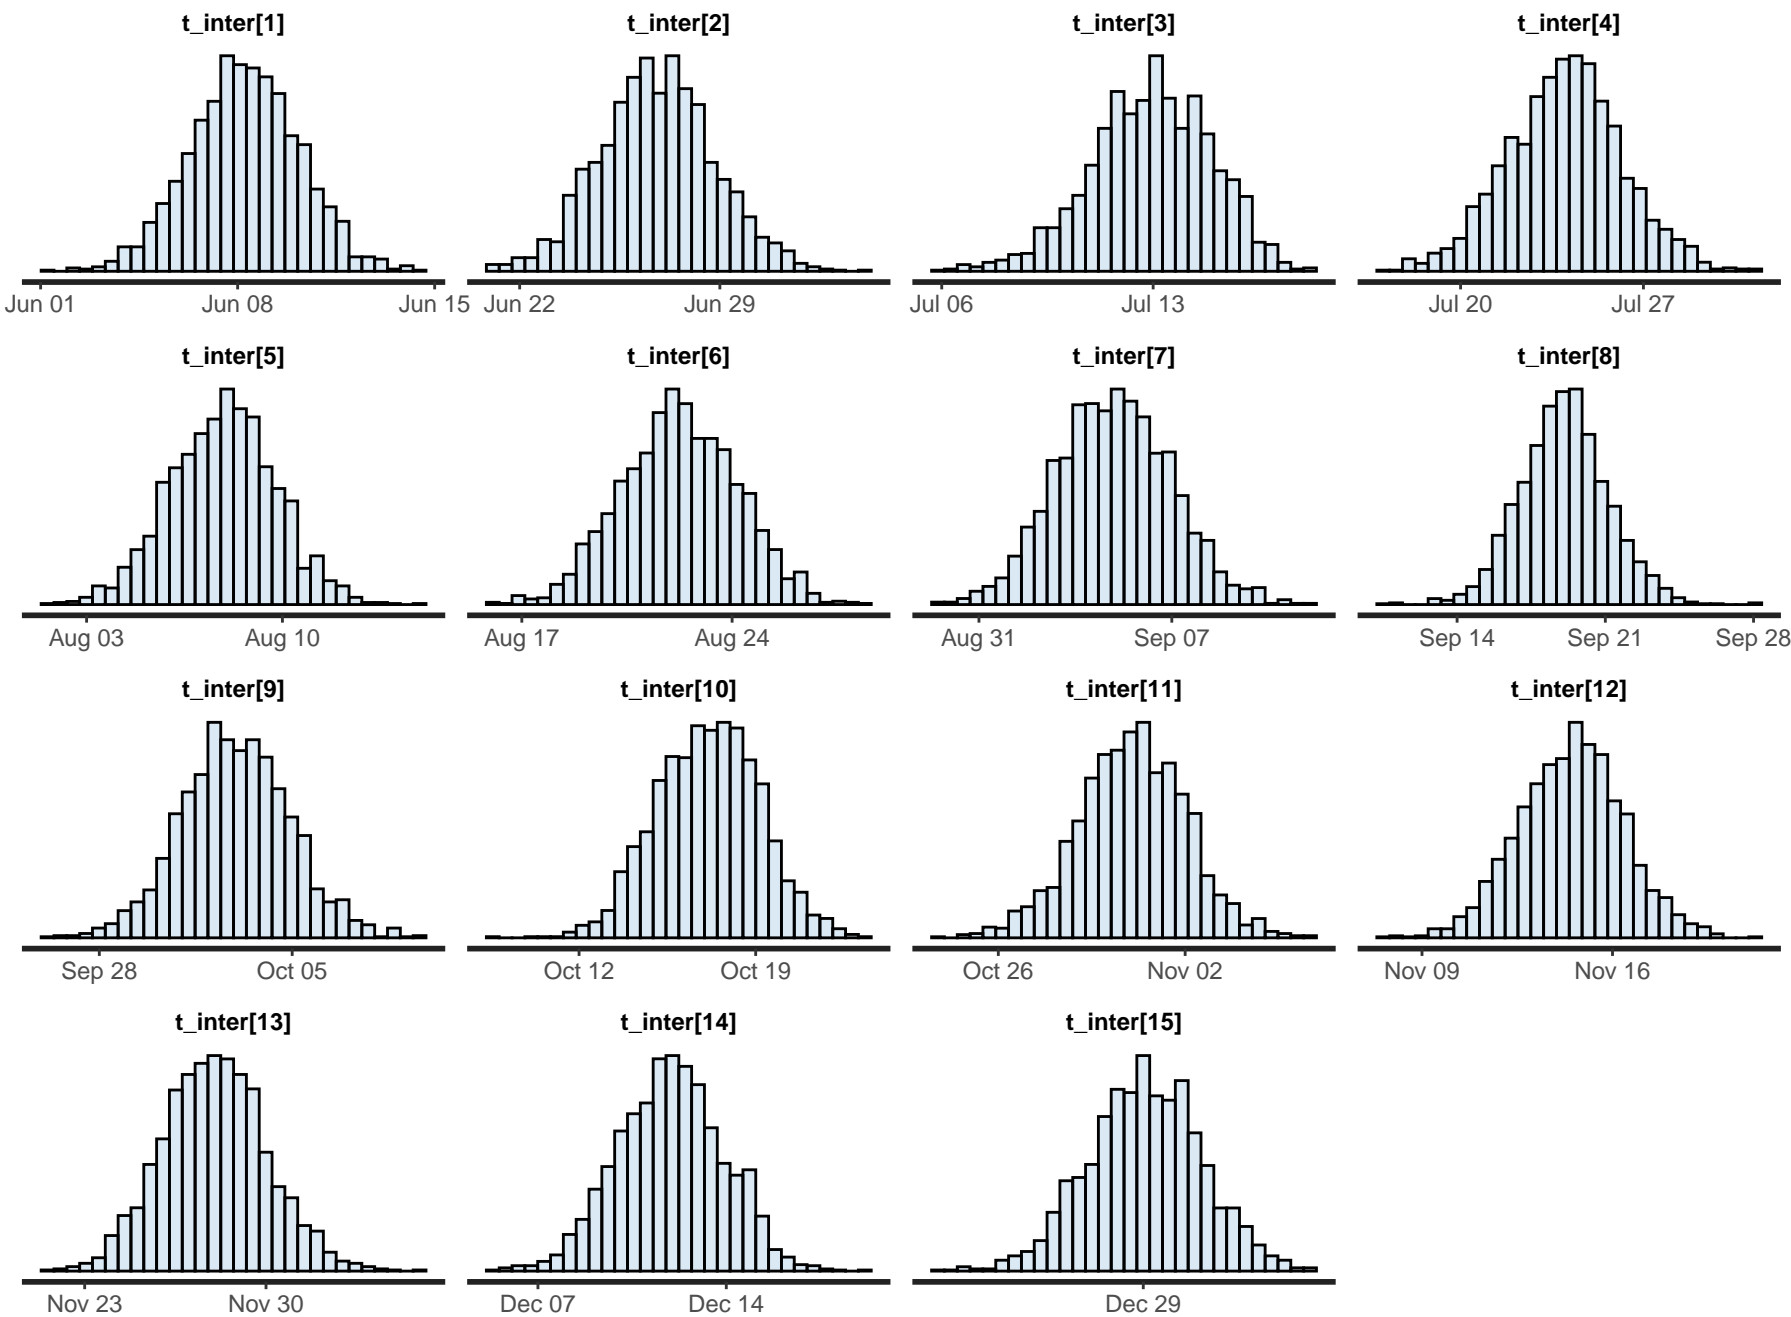 t_inter[1] t_inter[2] t_inter[3] t_inter[4]
Jun 01 Jun 08 Jun 15 Jun 22 Jun 29 Jul 06 Jul 13 Jul 20 Jul 27
t_inter[5] t_inter[6] t_inter[7] t_inter[8]
Aug 03 Aug 10 Aug 17 Aug 24 Aug 31 Sep 07 Sep 14 Sep 21 Sep 28
t_inter[9] t_inter[10] t_inter[11] t_inter[12]
Sep 28 Oct 05 Oct 12 Oct 19 Oct 26 Nov 02 Nov 09 Nov 16
t_inter[13] t_inter[14] t_inter[15]
Nov 23 Nov 30 Dec 07 Dec 14 Dec 29